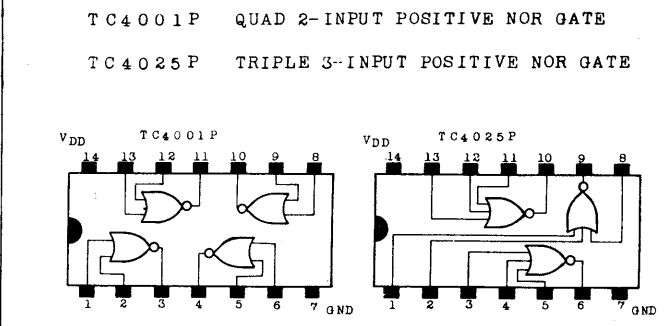 TC4001P QUAD 2-INPUT POSITIVE NOR GATE
TC4025P TRIPLE 3-INPUT POSITIVE NOR GATE
VDD TC4001P
14 13 12 11 10 9 8
1 2 3 4 5 6 7 GND
VDD TC4025P
14 13 12 11 10 9 8
1 2 3 4 5 6 7 GND